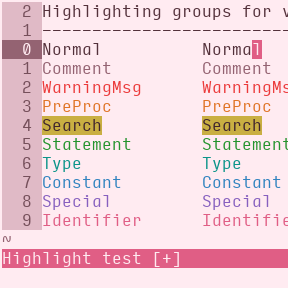 2 Highlighting groups for v
1 -------------------------
0 Normal Normal
1 Comment Comment
2 WarningMsg WarningMs
3 PreProc PreProc
4 Search Search
5 Statement Statement
6 Type Type
7 Constant Constant
8 Special Special
9 Identifier Identifie
~
Highlight test [+]